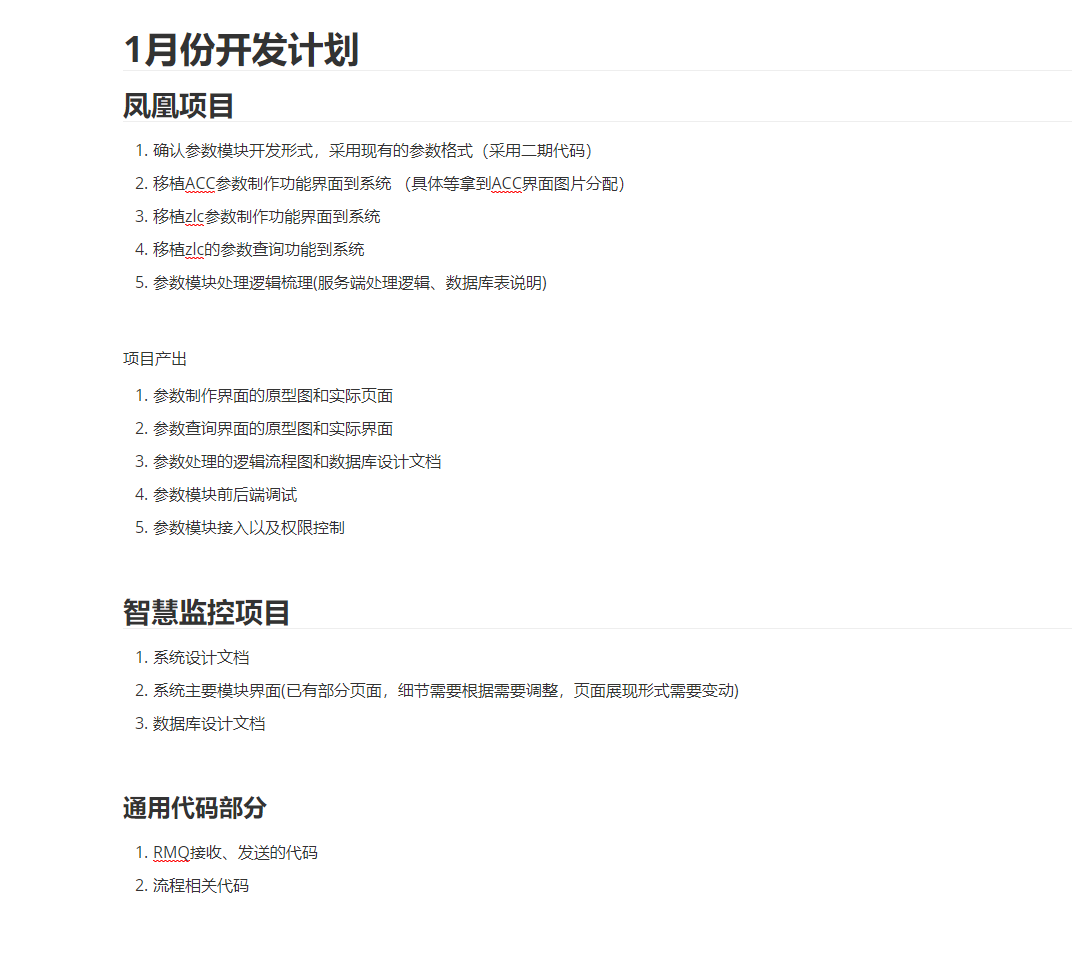 1月份开发计划
凤凰项目
1. 确认参数模块开发形式，采用现有的参数格式（采用二期代码）
2. 移植ACC参数制作功能界面到系统 （具体等拿到ACC界面图片分配）
3. 移植zlc参数制作功能界面到系统
4. 移植zlc的参数查询功能到系统
5. 参数模块处理逻辑梳理(服务端处理逻辑、数据库表说明)
项目产出
1. 参数制作界面的原型图和实际页面
2. 参数查询界面的原型图和实际界面
3. 参数处理的逻辑流程图和数据库设计文档
4. 参数模块前后端调试
5. 参数模块接入以及权限控制
智慧监控项目
1. 系统设计文档
2. 系统主要模块界面(已有部分页面，细节需要根据需要调整，页面展现形式需要变动)
3. 数据库设计文档
通用代码部分
1. RMQ接收、发送的代码
2. 流程相关代码